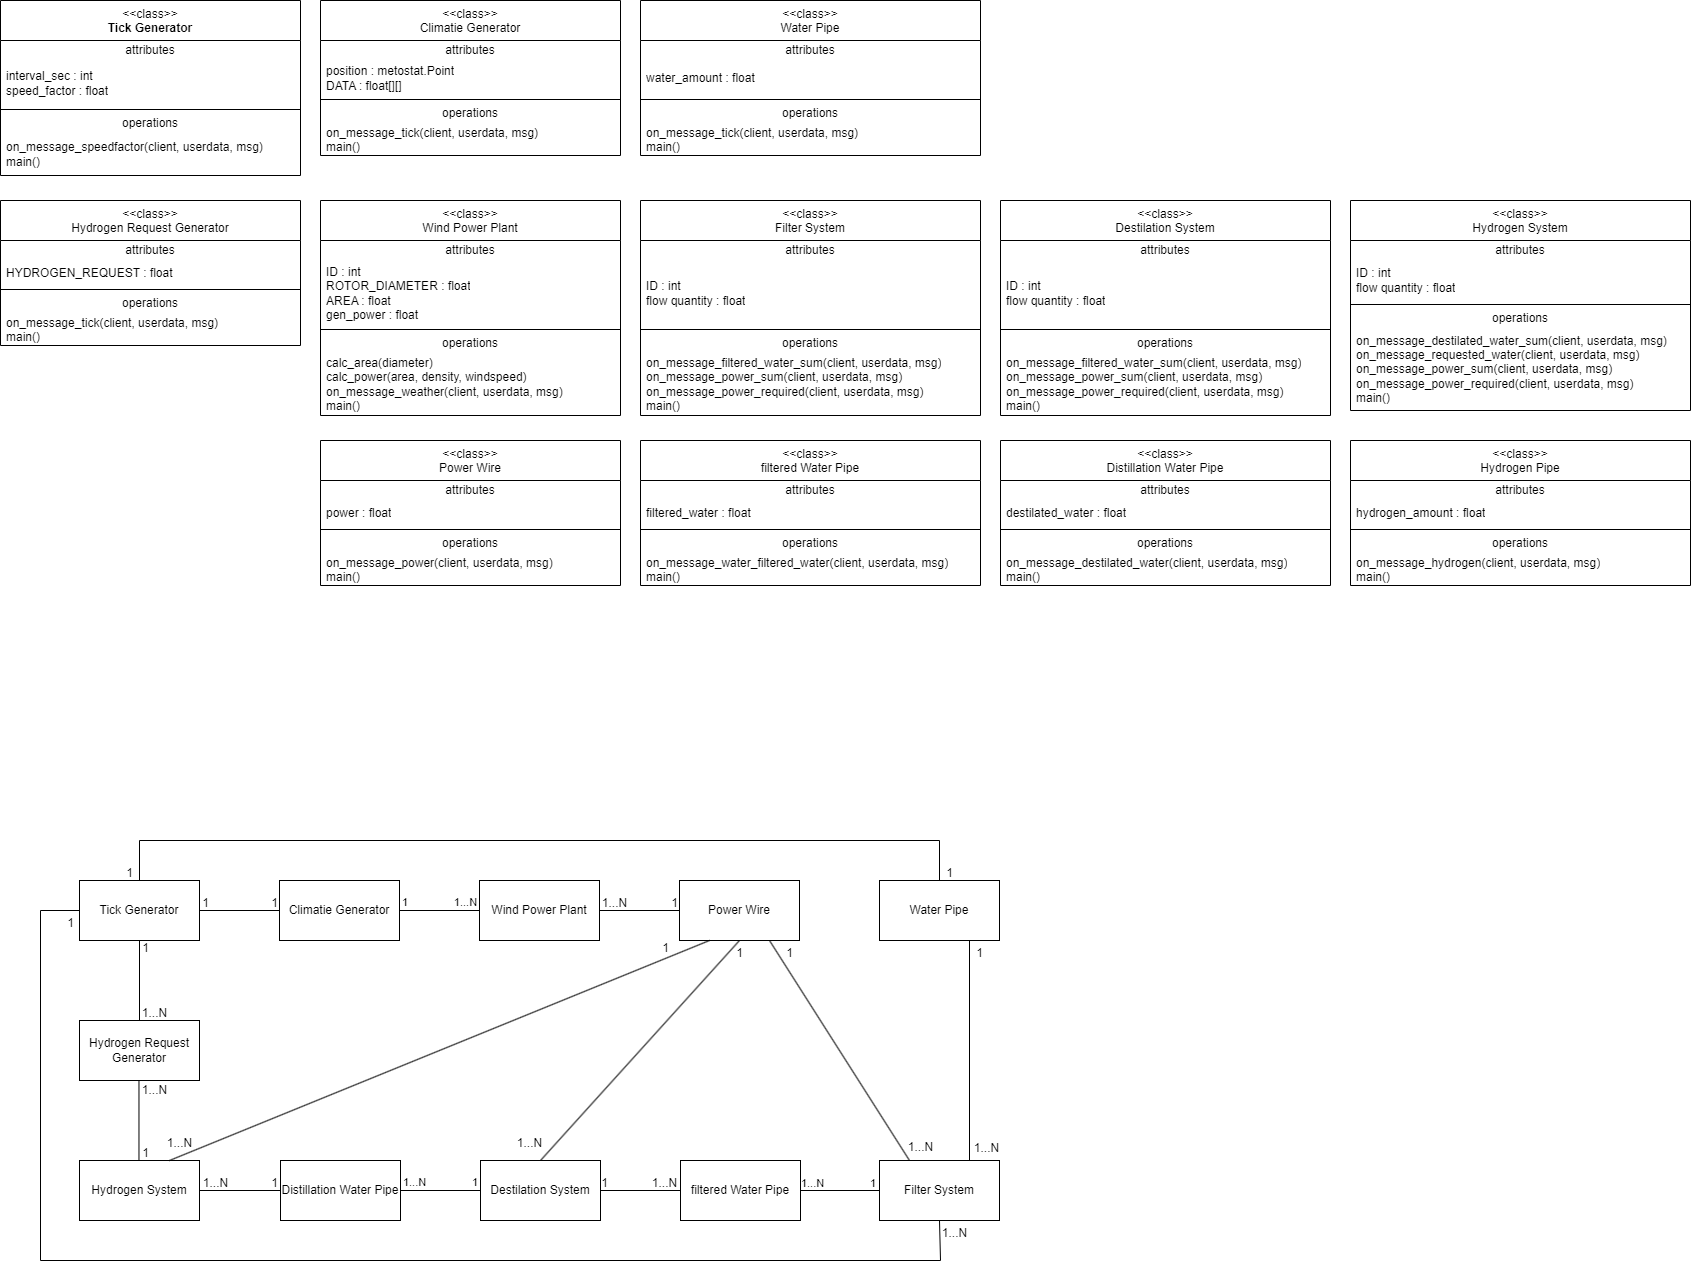 <<class>>
Tick Generator
attributes
interval_sec : int
speed_factor : float
operations
on_message_speedfactor(client, userdata, msg)
main()
<<class>>
Climatie Generator
attributes
position : metostat.Point
DATA : float[][]
operations
on_message_tick(client, userdata, msg)
main()
<<class>>
Water Pipe
attributes
water_amount : float
operations
on_message_tick(client, userdata, msg)
main()
<<class>>
Hydrogen Request Generator
attributes
HYDROGEN_REQUEST : float
operations
on_message_tick(client, userdata, msg)
main()
<<class>>
Wind Power Plant
attributes
ID : int
ROTOR_DIAMETER : float
AREA : float
gen_power : float
operations
calc_area(diameter)
calc_power(area, density, windspeed)
on_message_weather(client, userdata, msg)
main()
<<class>>
Filter System
attributes
ID : int
flow quantity : float
operations
on_message_filtered_water_sum(client, userdata, msg)
on_message_power_sum(client, userdata, msg)
on_message_power_required(client, userdata, msg)
main()
<<class>>
Destilation System
attributes
ID : int
flow quantity : float
operations
on_message_filtered_water_sum(client, userdata, msg)
on_message_power_sum(client, userdata, msg)
on_message_power_required(client, userdata, msg)
main()
<<class>>
Hydrogen System
attributes
ID : int
flow quantity : float
operations
on_message_destilated_water_sum(client, userdata, msg)
on_message_requested_water(client, userdata, msg)
on_message_power_sum(client, userdata, msg)
on_message_power_required(client, userdata, msg)
main()
<<class>>
Power Wire
attributes
power : float
operations
on_message_power(client, userdata, msg)
main()
<<class>>
filtered Water Pipe
attributes
filtered_water : float
operations
on_message_water_filtered_water(client, userdata, msg)
main()
<<class>>
Distillation Water Pipe
attributes
destilated_water : float
operations
on_message_destilated_water(client, userdata, msg)
main()
<<class>>
Hydrogen Pipe
attributes
hydrogen_amount : float
operations
on_message_hydrogen(client, userdata, msg)
main()
1
1
Tick Generator
1
1
Climatie Generator
1
1...N
Wind Power Plant
1...N
1
Power Wire
Water Pipe
1
1
1
1
1
1
1...N
Hydrogen Request
Generator
1...N
1...N
1
1...N
1...N
1...N
Hydrogen System
1...N
1
Distillation Water Pipe
1...N
1
Destilation System
1
1...N
filtered Water Pipe
1...N
1
Filter System
1...N